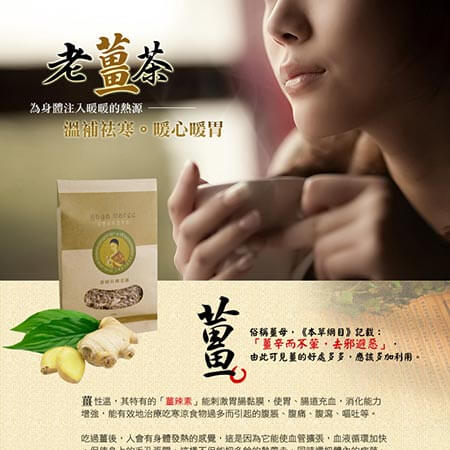 老薑茶
為身體注入暖暖的熱源
溫補祛寒。暖心暖胃
薑
俗稱薑母，《本草綱目》記載：
「薑辛而不葷，去邪避惡」，
由此可見薑的好處多多，應該多加利用。
薑性溫，其特有的「薑辣素」能刺激胃腸黏膜，使胃、腸道充血，消化能力
增強，能有效地治療吃寒涼食物過多而引起的腹脹、腹痛、腹瀉、嘔吐等。
吃過薑後，人會有身體發熱的感覺，這是因為它能使血管擴張，血液循環加快